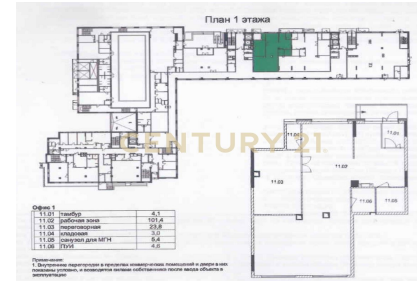 План 1 этажа
CENTURY 21
11.04
11.01
11.03
11.02
11.06
11.05
Офис 1
11.01 тамбур 4,1
11.02 рабочая зона 101,4
11.03 переговорная 23,8
11.04 кладовая 3,0
11.05 санузел для МГН 5,4
11.06 ПУИ 4,6
Примечание:
1. Внутренние перегородки в пределах коммерческих помещений и двери в них
показаны условно, и возводятся силами собственников после ввода объекта в
эксплуатацию